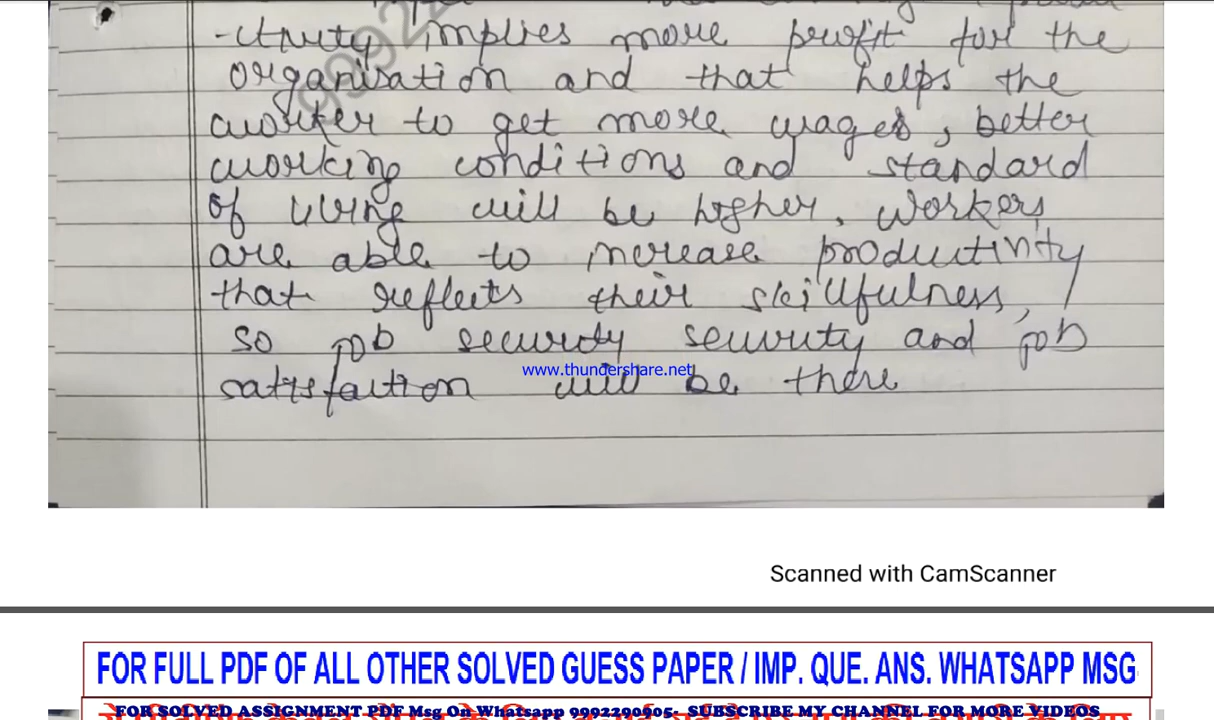 -ctivity implies more profit for the
organisation and that helps the
worker to get more wages, better
working conditions and standard
of living will be higher. Workers
are able to increase productivity
that reflects their skillfulness,
so job security security and job
satisfaction will be there
www.thundershare.net
Scanned with CamScanner
FOR FULL PDF OF ALL OTHER SOLVED GUESS PAPER / IMP. QUE. ANS. WHATSAPP MSG
FOR SOLVED ASSIGNMENT PDF Msg On Whatsapp 9992290905- SUBSCRIBE MY CHANNEL FOR MORE VIDEOS